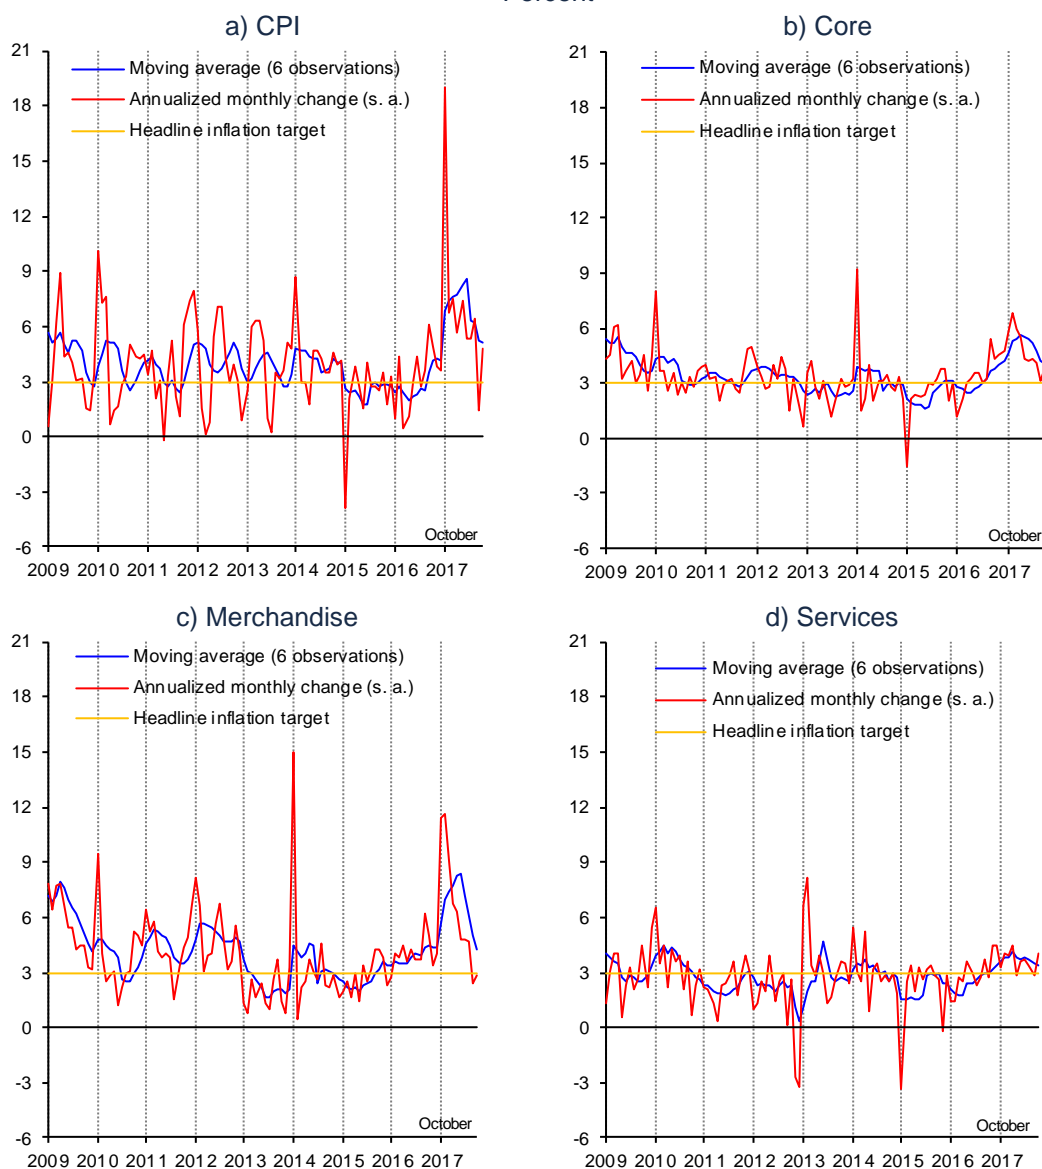 Percent
a) CPI
21
18
15
12
9
6
3
0
-3
-6
Moving average (6 observations)
Annualized monthly change (s. a.)
Headline inflation target
October
2009 2010 2011 2012 2013 2014 2015 2016 2017
b) Core
21
18
15
12
9
6
3
0
-3
-6
Moving average (6 observations)
Annualized monthly change (s. a.)
Headline inflation target
October
2009 2010 2011 2012 2013 2014 2015 2016 2017
c) Merchandise
21
18
15
12
9
6
3
0
-3
-6
Moving average (6 observations)
Annualized monthly change (s. a.)
Headline inflation target
October
2009 2010 2011 2012 2013 2014 2015 2016 2017
d) Services
21
18
15
12
9
6
3
0
-3
-6
Moving average (6 observations)
Annualized monthly change (s. a.)
Headline inflation target
October
2009 2010 2011 2012 2013 2014 2015 2016 2017